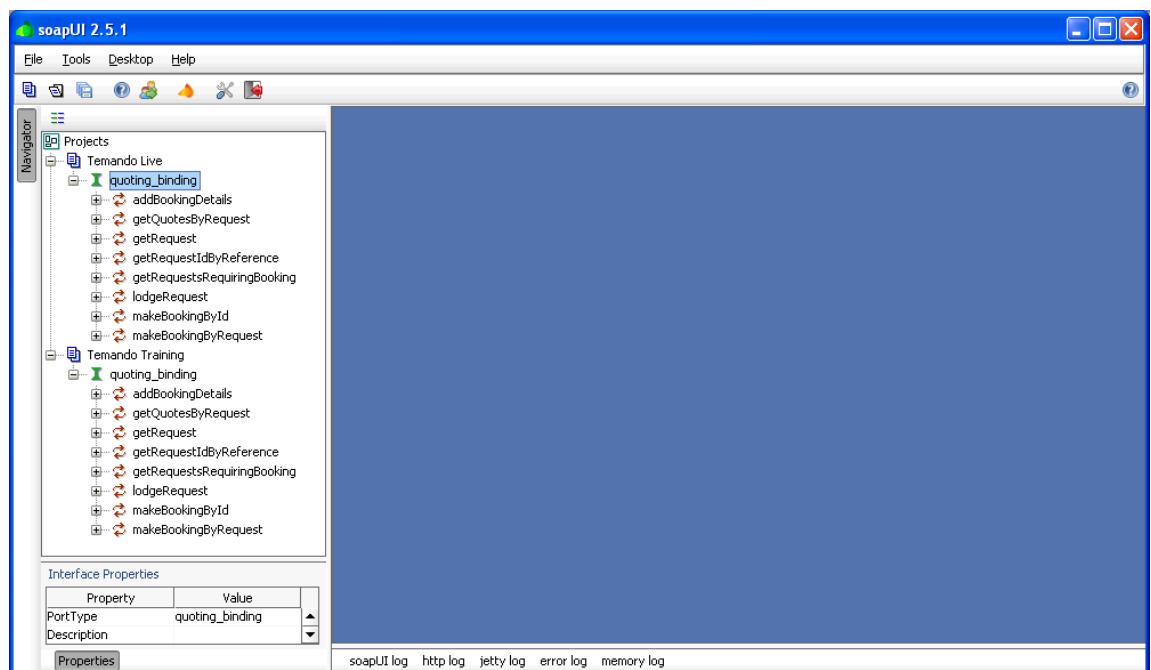 soapUI 2.5.1
File Tools Desktop Help
Navigator
Projects
Temando Live
quoting_binding
addBookingDetails
getQuotesByRequest
getRequest
getRequestIdByReference
getRequestsRequiringBooking
lodgeRequest
makeBookingById
makeBookingByRequest
Temando Training
quoting_binding
addBookingDetails
getQuotesByRequest
getRequest
getRequestIdByReference
getRequestsRequiringBooking
lodgeRequest
makeBookingById
makeBookingByRequest
Interface Properties
Property Value
PortType quoting_binding
Description
Properties soapUI log http log jetty log error log memory log